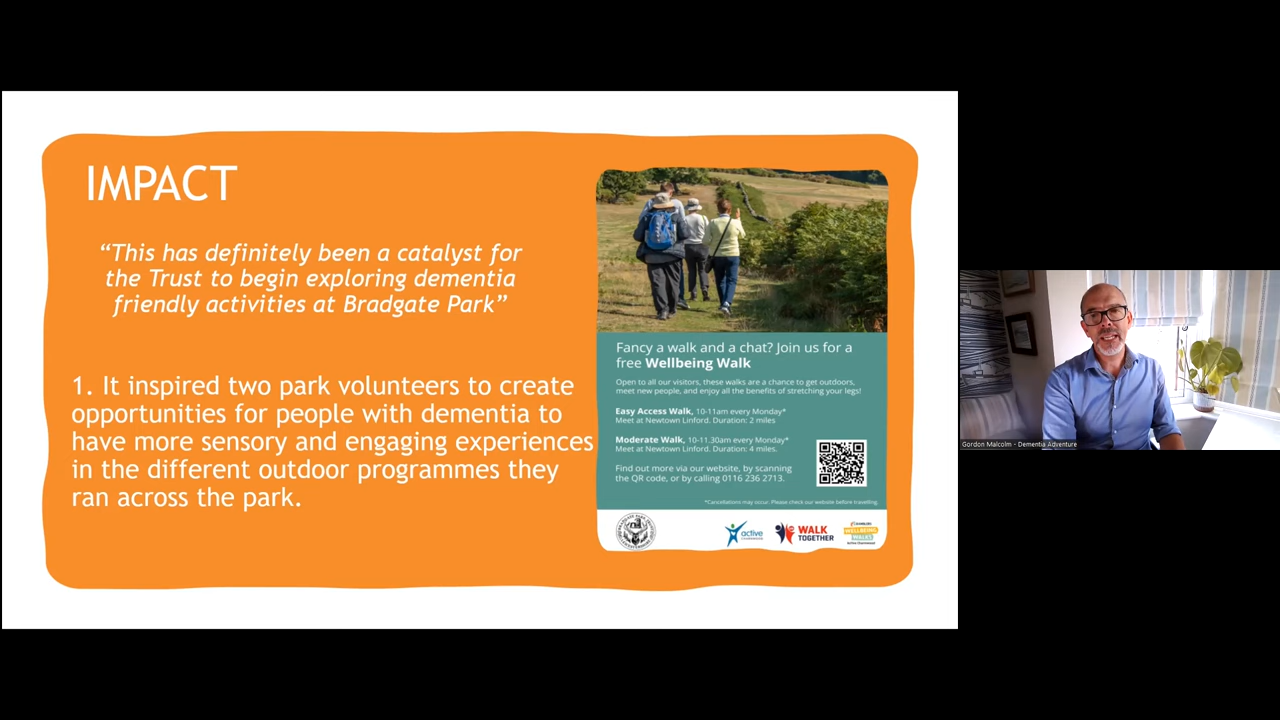 IMPACT
“This has definitely been a catalyst for
the Trust to begin exploring dementia
friendly activities at Bradgate Park”
1. It inspired two park volunteers to create
opportunities for people with dementia to
have more sensory and engaging experiences
in the different outdoor programmes they
ran across the park.
Fancy a walk and a chat? Join us for a
free Wellbeing Walk
Open to all our visitors, these walks are a chance to get outdoors,
meet new people, and enjoy all the benefits of stretching your legs!
Easy Access Walk, 10-11am every Monday*
Meet at Newtown Linford. Duration: 2 miles
Moderate Walk, 10-11.30am every Monday*
Meet at Newtown Linford. Duration: 4 miles.
Find out more via our website, by scanning
the QR code, or by calling 0116 236 2713.
*Cancellations may occur. Please check our website before travelling.
active
WALK
TOGETHER
WELLBEING
WALKS
Gordon Malcolm - Dementia Adventure